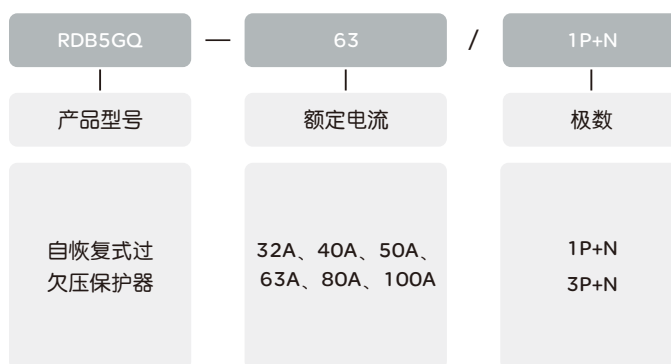 RDB5GQ — 63 / 1P+N
产品型号 额定电流 极数
自恢复式过
欠压保护器
32A、40A、50A、
63A、80A、100A
1P+N
3P+N